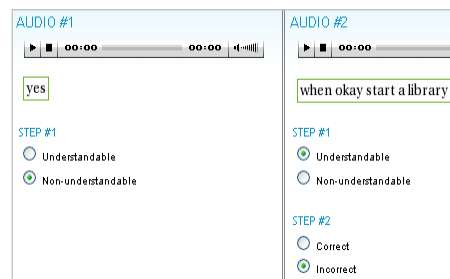 AUDIO #1
00:00 00:00
yes
STEP #1
Understandable
Non-understandable
AUDIO #2
00:00
when okay start a library
STEP #1
Understandable
Non-understandable
STEP #2
Correct
Incorrect